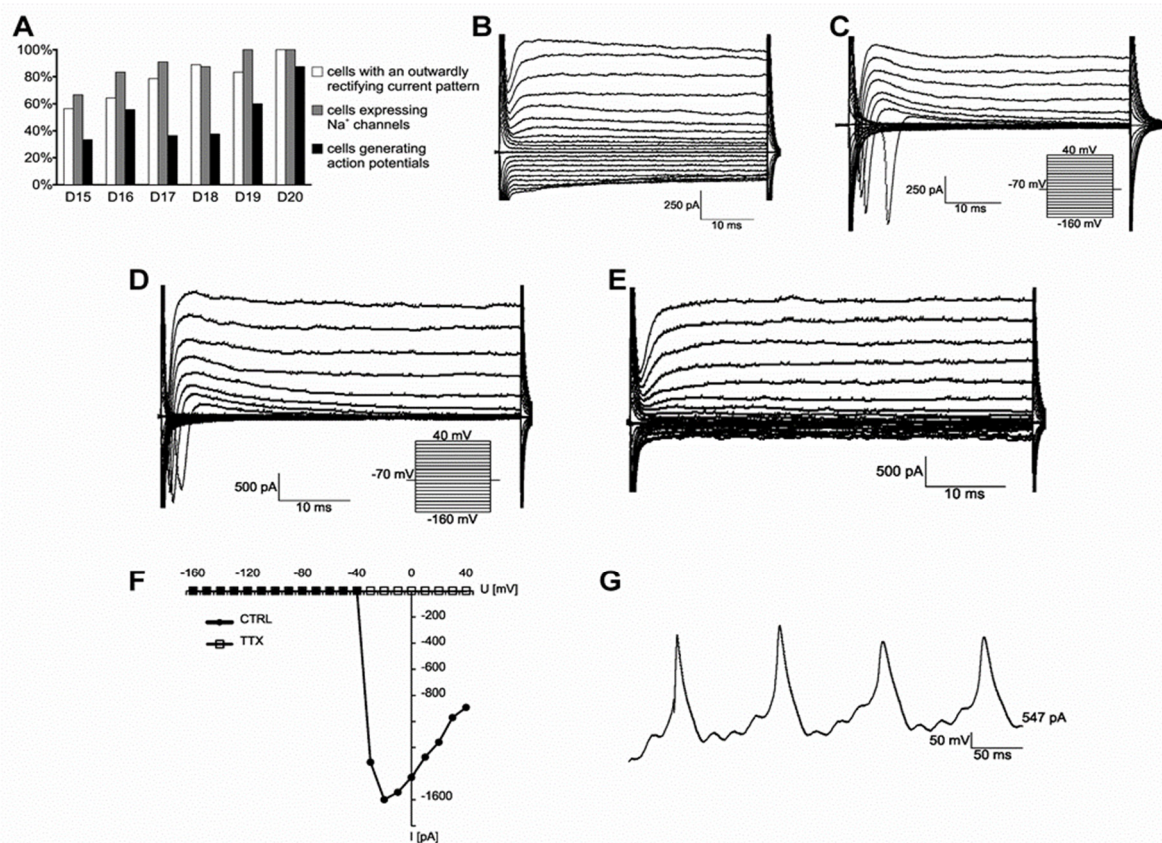 A
100%
80%
60%
40%
20%
0%
D15 D16 D17 D18 D19 D20
cells with an outwardly
rectifying current pattern
cells expressing
Na+ channels
cells generating
action potentials
B
250 pA
10 ms
C
250 pA
10 ms
40 mV
-70 mV
-160 mV
D
500 pA
10 ms
40 mV
-70 mV
-160 mV
E
500 pA
10 ms
F
-160 -120 -80 -40 0 40
U [mV]
CTRL
TTX
-200
-400
-600
-800
-1600
I [pA]
G
547 pA
50 mV
50 ms